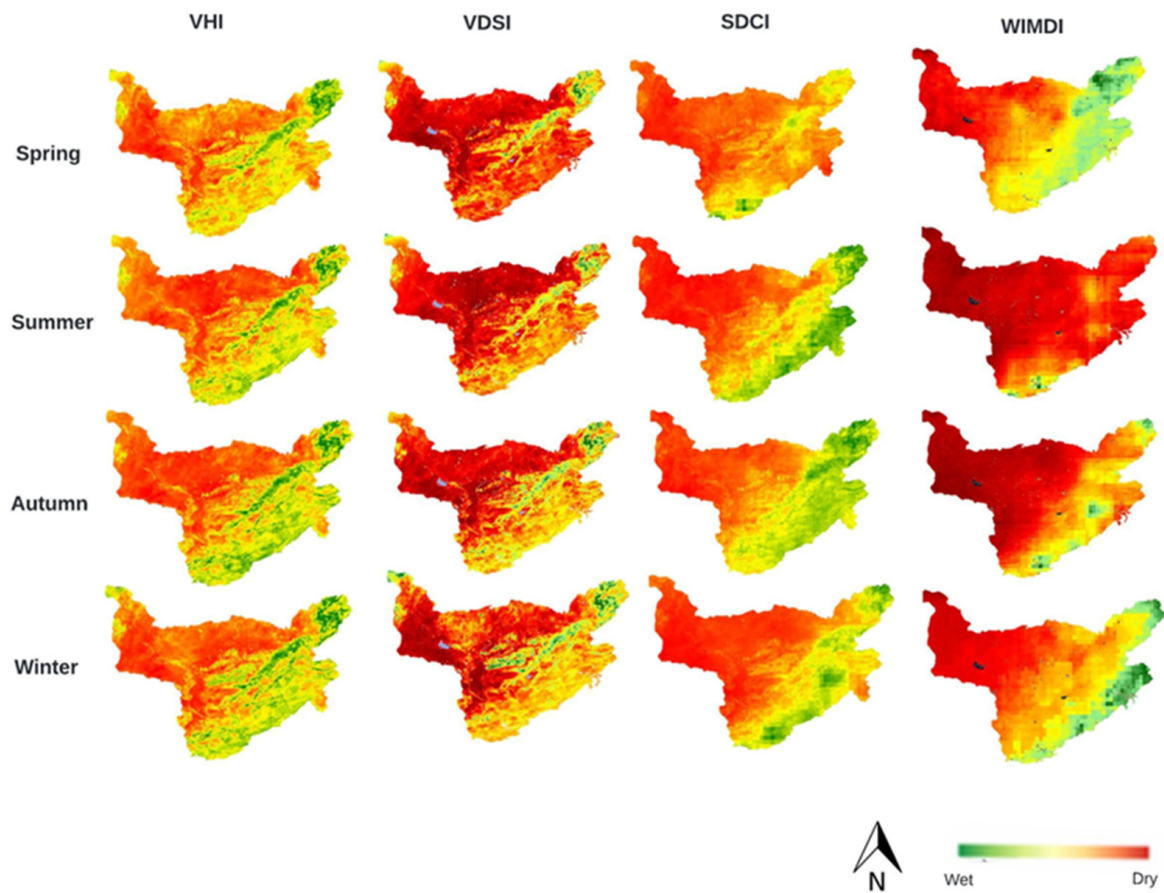 VHI VDSI SDCI WIMDI
Spring
Summer
Autumn
Winter
N
Wet Dry